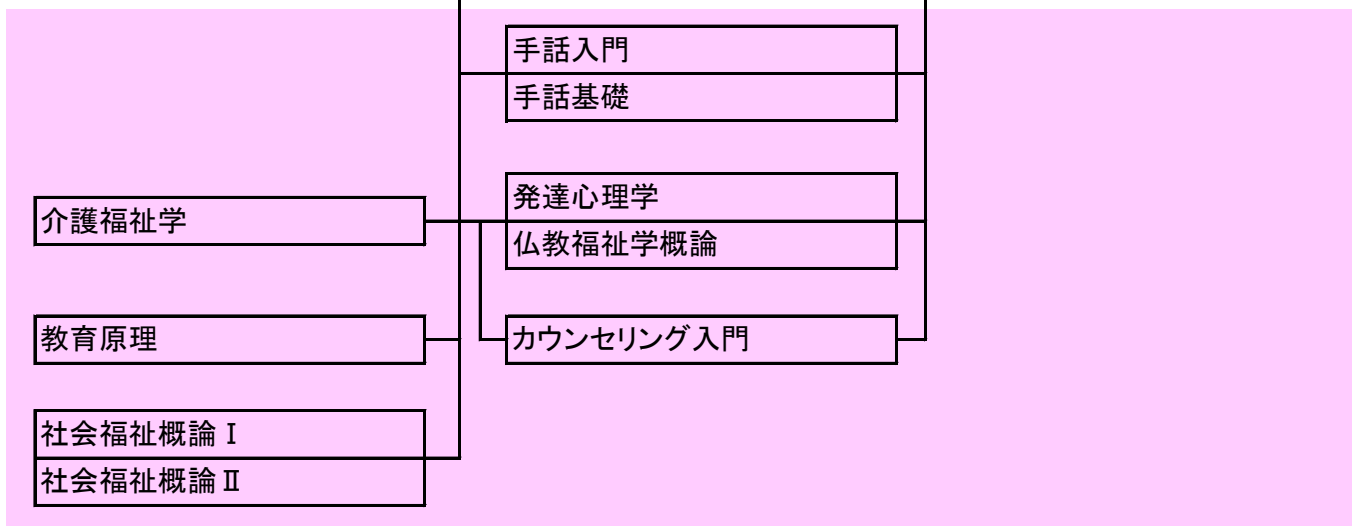 手話入門
手話基礎
発達心理学
介護福祉学
仏教福祉学概論
教育原理
カウンセリング入門
社会福祉概論Ⅰ
社会福祉概論Ⅱ